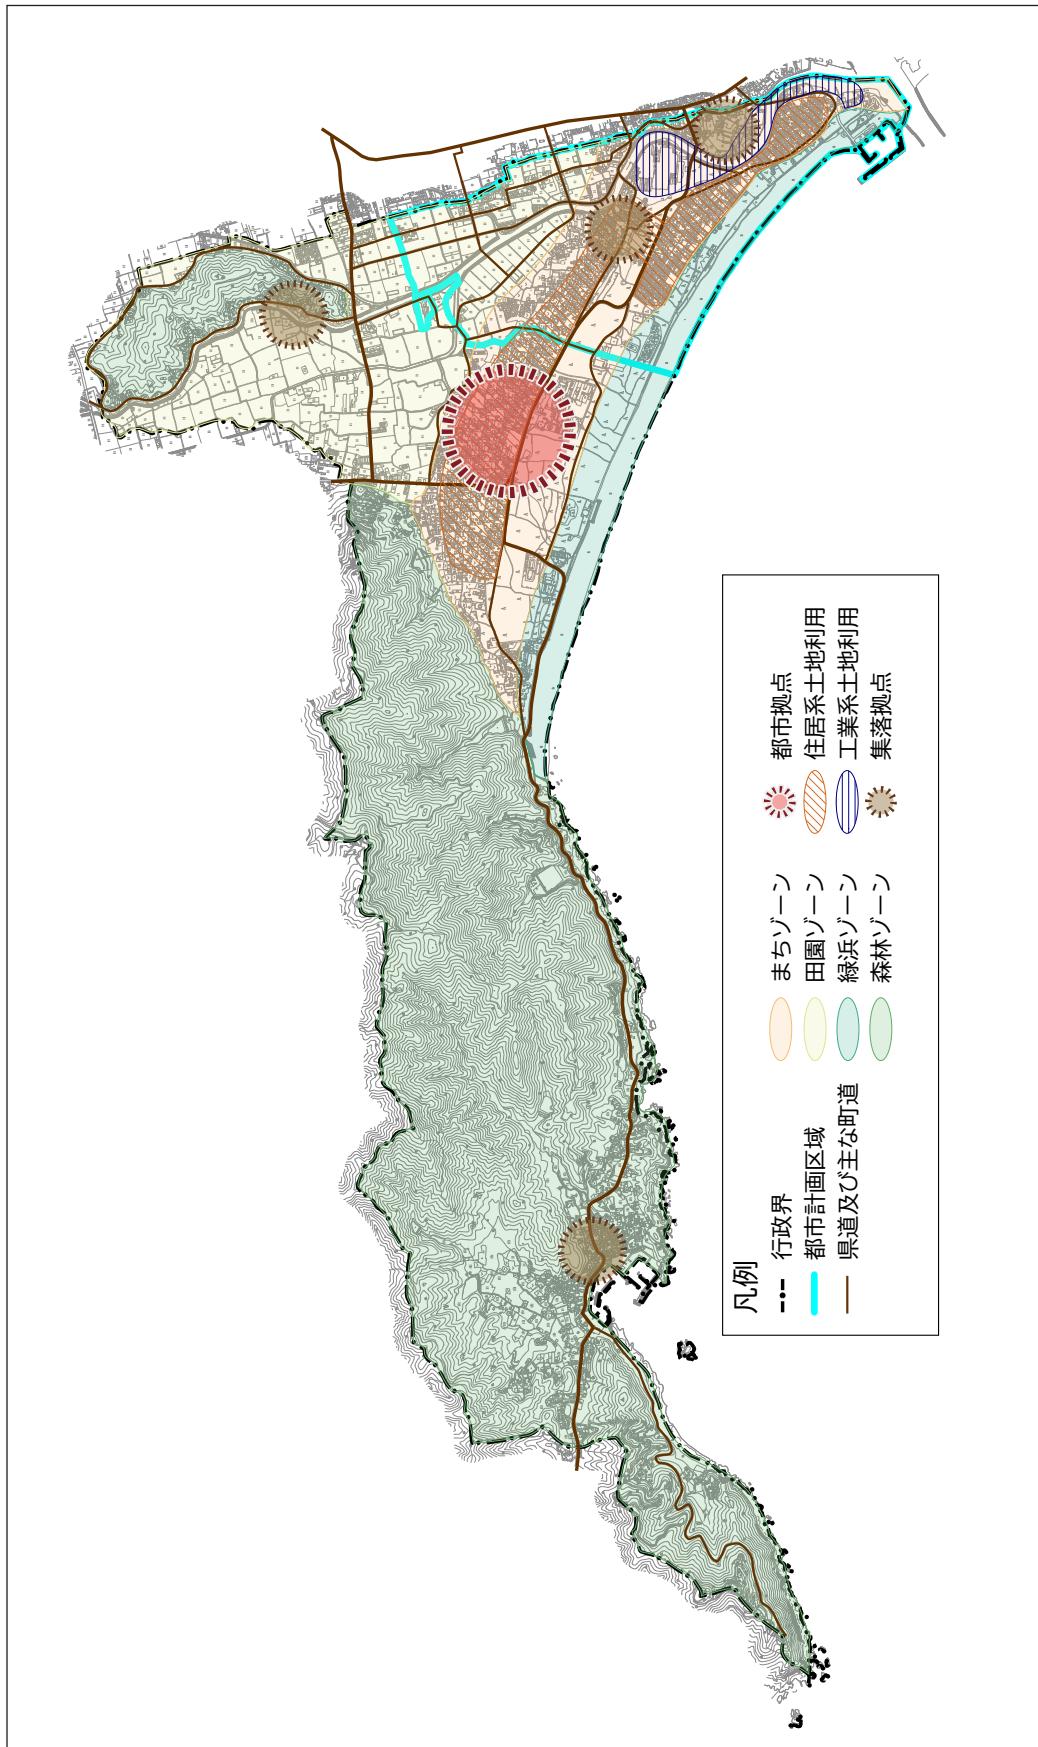 凡例
行政界
都市計画区域
県道及び主な町道
まちゾーン
田園ゾーン
緑浜ゾーン
森林ゾーン
都市拠点
住居系土地利用
工業系土地利用
集落拠点